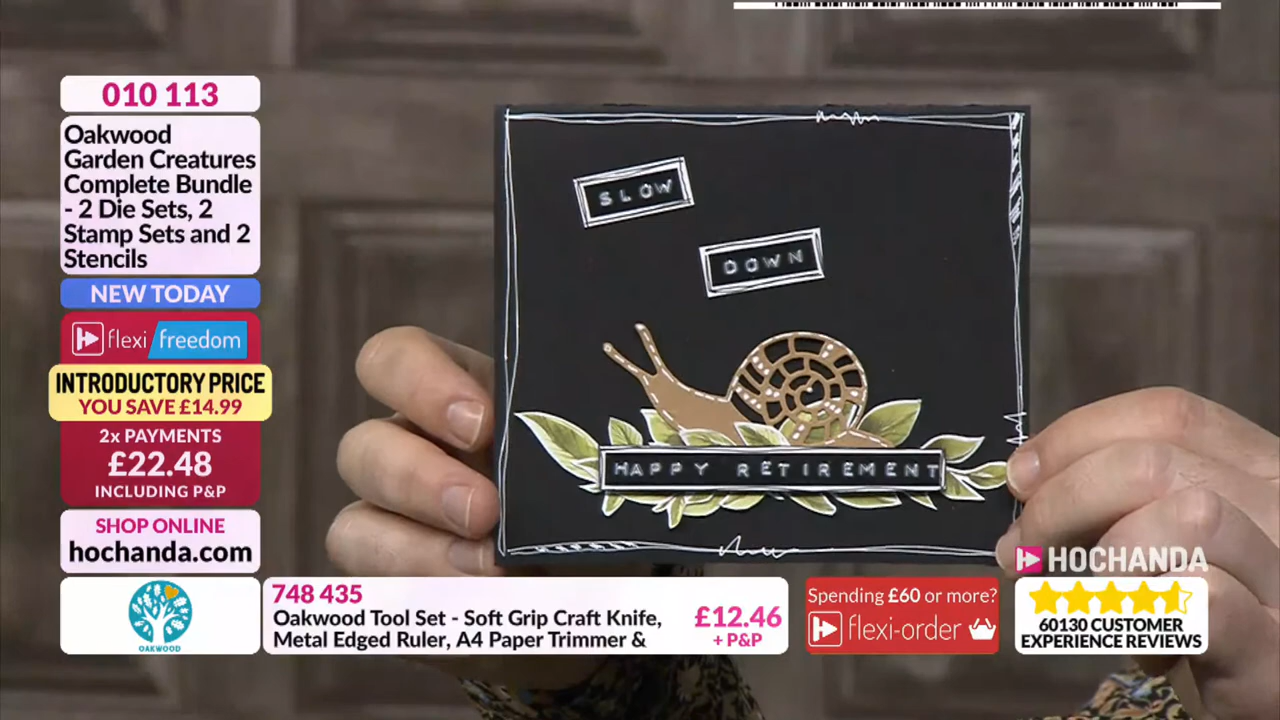 010 113
Oakwood
Garden Creatures
Complete Bundle
- 2 Die Sets, 2
Stamp Sets and 2
Stencils
NEW TODAY
flexi freedom
INTRODUCTORY PRICE
YOU SAVE £14.99
2x PAYMENTS
£22.48
INCLUDING P&P
SHOP ONLINE
hochanda.com
SLOW
DOWN
HAPPY RETIREMENT
HOCHANDA
OAKWOOD
748 435
Oakwood Tool Set - Soft Grip Craft Knife,
Metal Edged Ruler, A4 Paper Trimmer &
£12.46
+ P&P
Spending £60 or more?
flexi-order
60130 CUSTOMER
EXPERIENCE REVIEWS